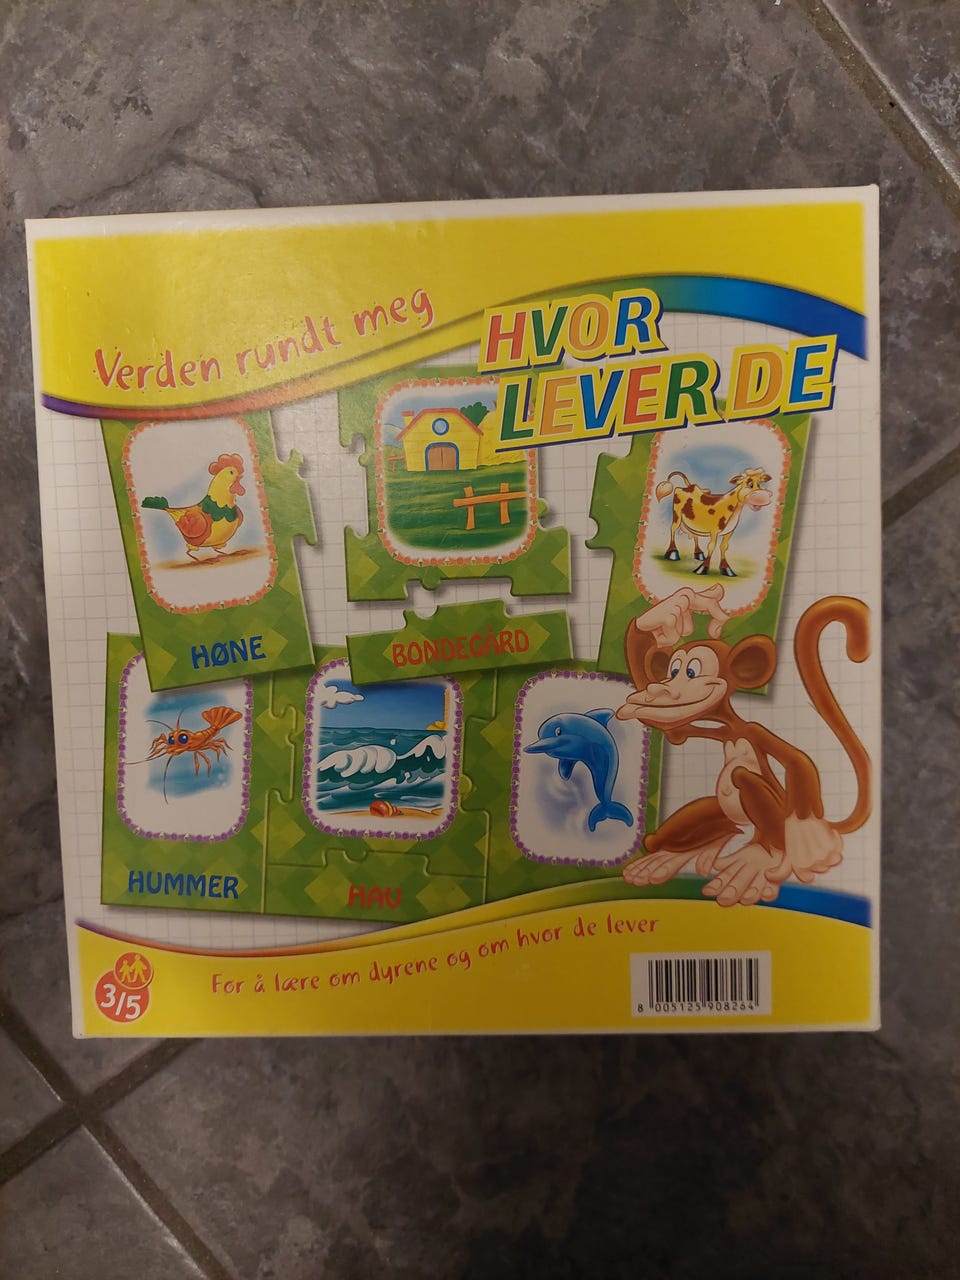 Verden rundt meg
HVOR
LEVER DE
HØNE
BONDEGÅRD
HUMMER
HAV
For å lære om dyrene og om hvor de lever
3/5
8 005125 908264